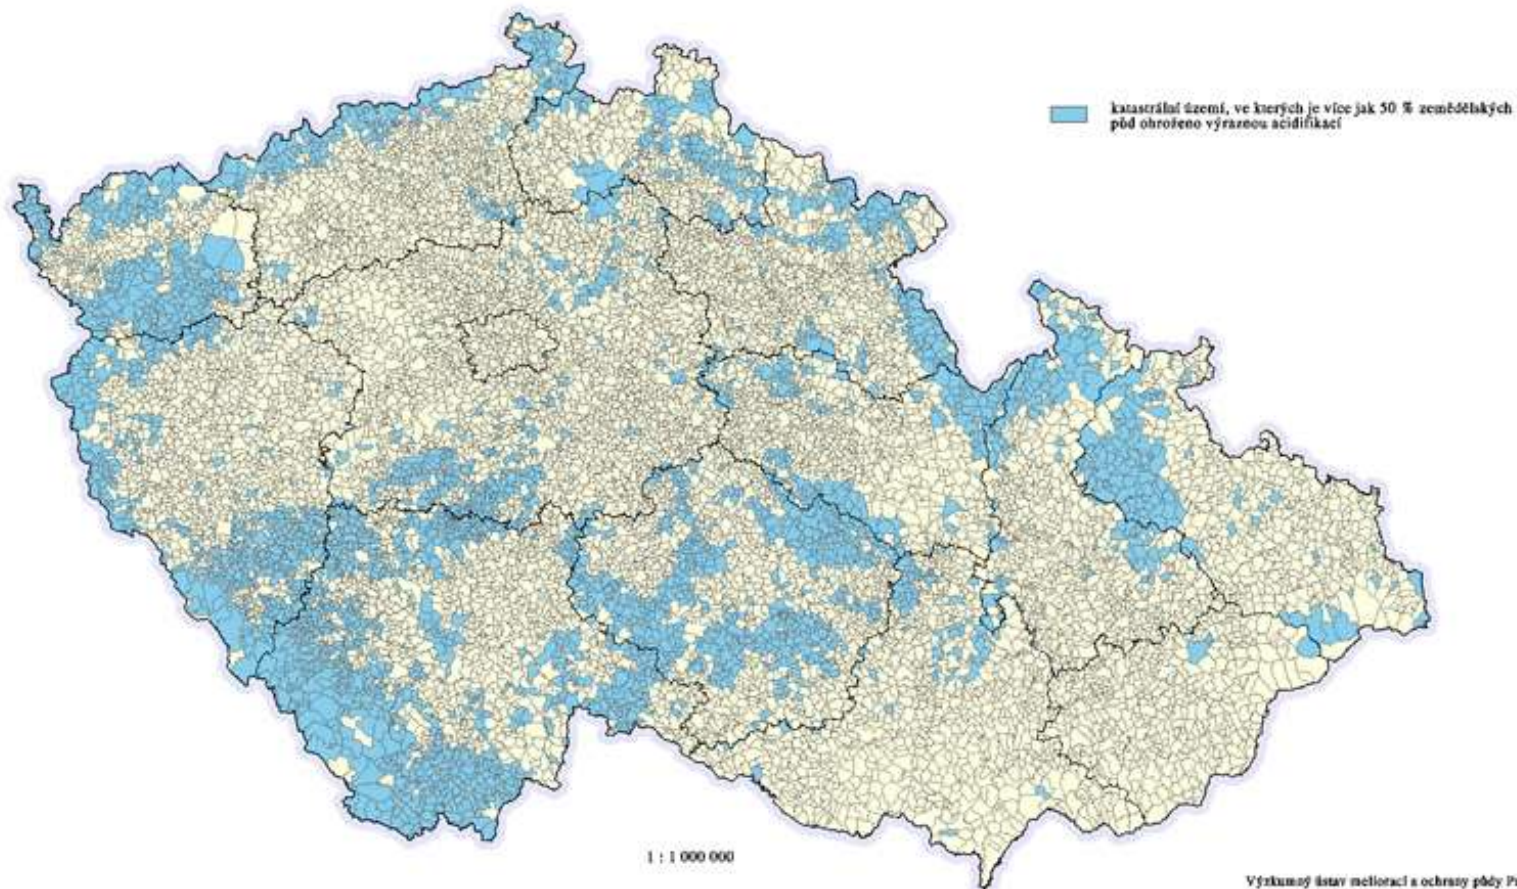 katastrální území, ve kterých je více jak 50 % zemědělských
půd ohroženo výraznou acidifikací
1 : 1 000 000
Výzkumný ústav meliorací a ochrany půdy